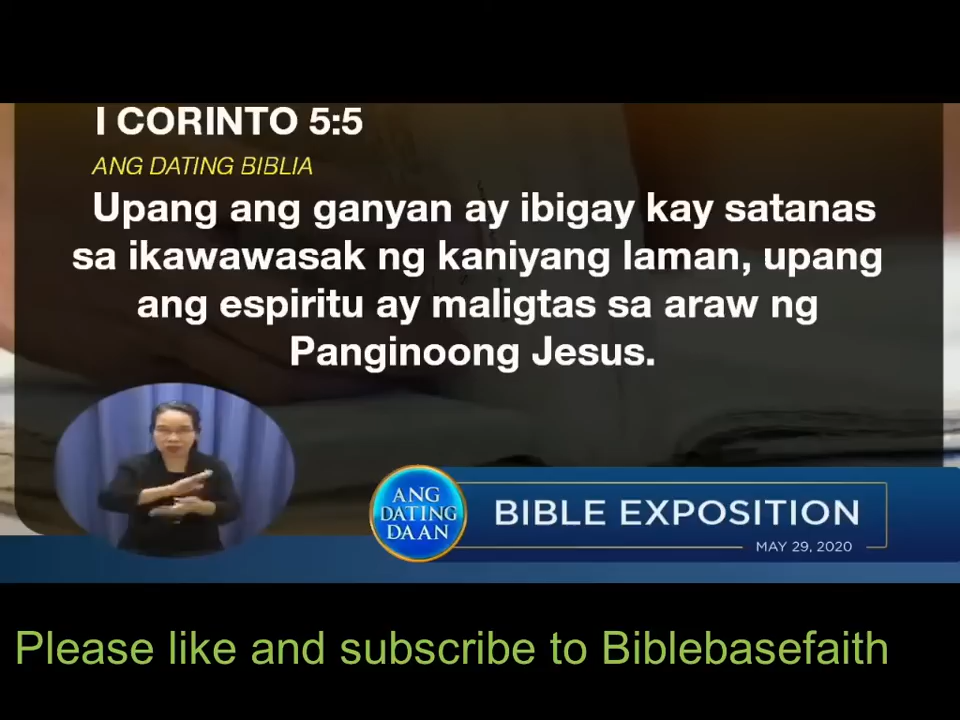 I CORINTO 5:5
ANG DATING BIBLIA
Upang ang ganyan ay ibigay kay satanas
sa ikawawasak ng kaniyang laman, upang
ang espiritu ay maligtas sa araw ng
Panginoong Jesus.
ANG
DATING
DAAN
BIBLE EXPOSITION
MAY 29, 2020
Please like and subscribe to Biblebasefaith